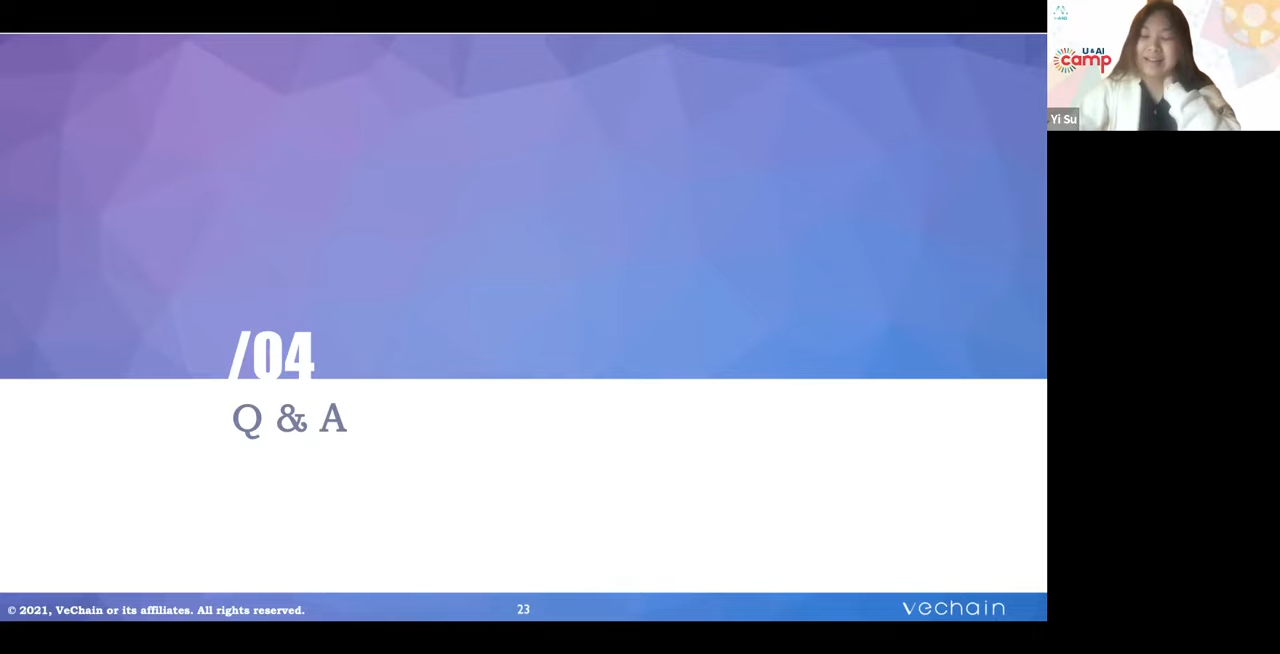 /04
Q & A
© 2021, VeChain or its affiliates. All rights reserved.
23
vechain
U&AI
camp
Yi Su